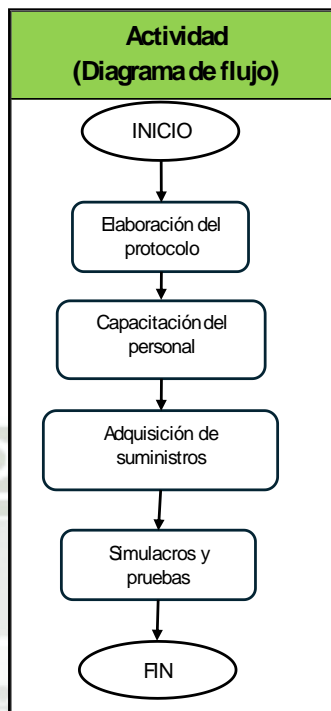 Actividad
(Diagrama de flujo)
INICIO
Elaboración del
protocolo
Capacitación del
personal
Adquisición de
suministros
Simulacros y
pruebas
FIN